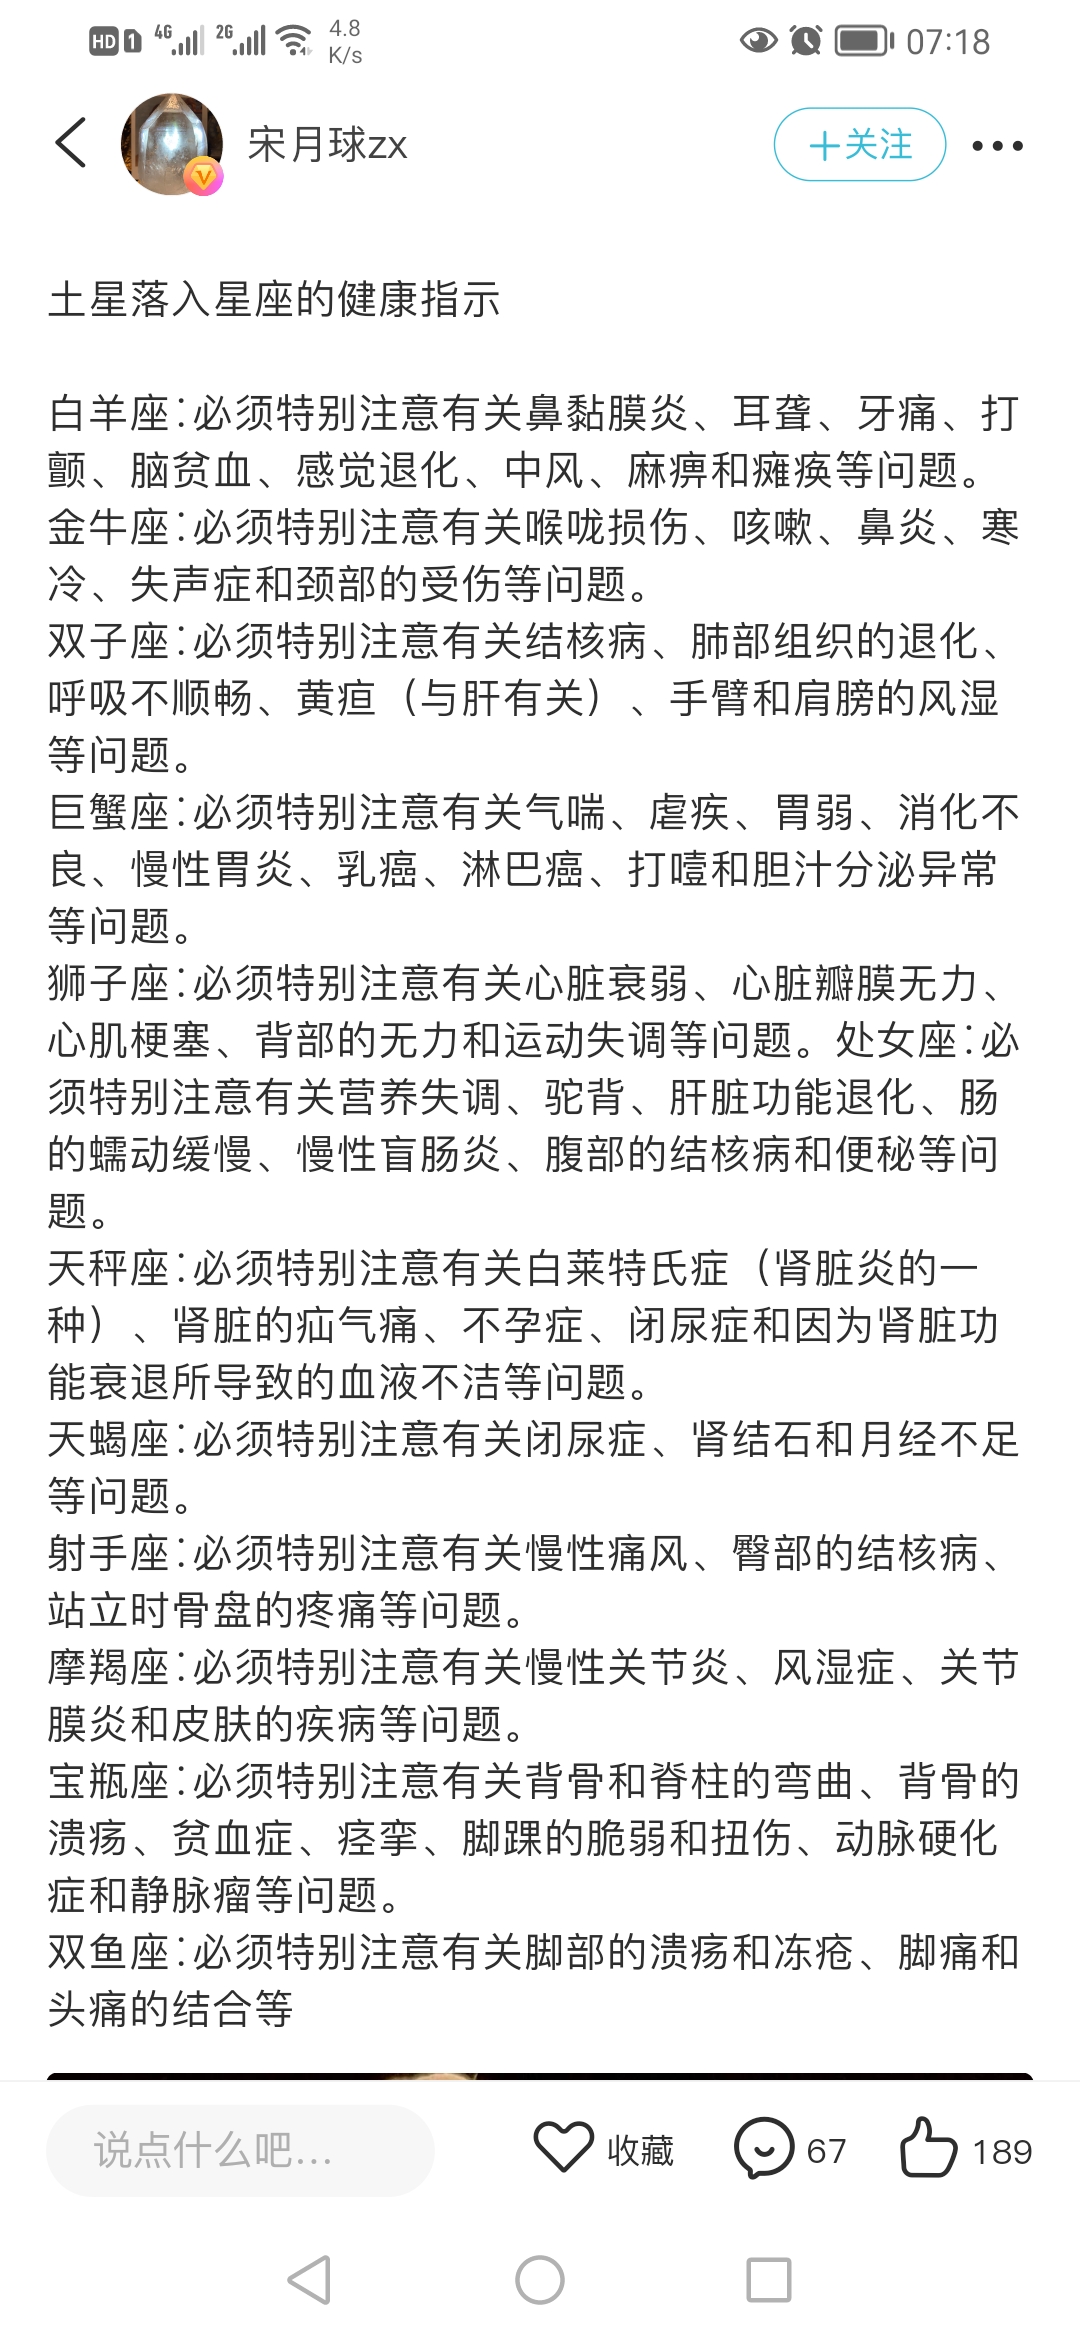 HD 1 4G 2G 4.8 K/s 07:18
宋月球zx
+关注
土星落入星座的健康指示
白羊座:必须特别注意有关鼻黏膜炎、耳聋、牙痛、打
颤、脑贫血、感觉退化、中风、麻痹和瘫痪等问题。
金牛座:必须特别注意有关喉咙损伤、咳嗽、鼻炎、寒
冷、失声症和颈部的受伤等问题。
双子座:必须特别注意有关结核病、肺部组织的退化、
呼吸不顺畅、黄疸（与肝有关）、手臂和肩膀的风湿
等问题。
巨蟹座:必须特别注意有关气喘、虐疾、胃弱、消化不
良、慢性胃炎、乳癌、淋巴癌、打噎和胆汁分泌异常
等问题。
狮子座:必须特别注意有关心脏衰弱、心脏瓣膜无力、
心肌梗塞、背部的无力和运动失调等问题。处女座:必
须特别注意有关营养失调、驼背、肝脏功能退化、肠
的蠕动缓慢、慢性盲肠炎、腹部的结核病和便秘等问
题。
天秤座:必须特别注意有关白莱特氏症（肾脏炎的一
种）、肾脏的疝气痛、不孕症、闭尿症和因为肾脏功
能衰退所导致的血液不洁等问题。
天蝎座:必须特别注意有关闭尿症、肾结石和月经不足
等问题。
射手座:必须特别注意有关慢性痛风、臀部的结核病、
站立时骨盘的疼痛等问题。
摩羯座:必须特别注意有关慢性关节炎、风湿症、关节
膜炎和皮肤的疾病等问题。
宝瓶座:必须特别注意有关背骨和脊柱的弯曲、背骨的
溃疡、贫血症、痉挛、脚踝的脆弱和扭伤、动脉硬化
症和静脉瘤等问题。
双鱼座:必须特别注意有关脚部的溃疡和冻疮、脚痛和
头痛的结合等
说点什么吧...
收藏
67
189